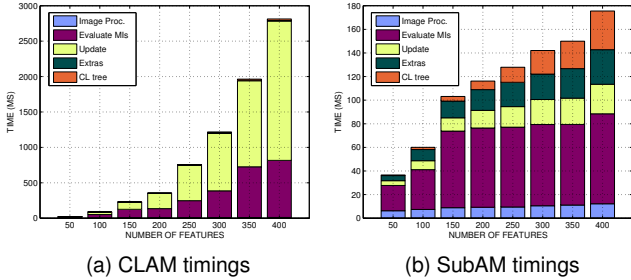 3000
2500
2000
1500
1000
500
0
TIME (MS)
Image Proc.
Evaluate MIs
Update
Extras
CL tree
50 100 150 200 250 300 350 400
NUMBER OF FEATURES
(a) CLAM timings
180
160
140
120
100
80
60
40
20
0
TIME (MS)
Image Proc.
Evaluate MIs
Update
Extras
CL tree
50 100 150 200 250 300 350 400
NUMBER OF FEATURES
(b) SubAM timings